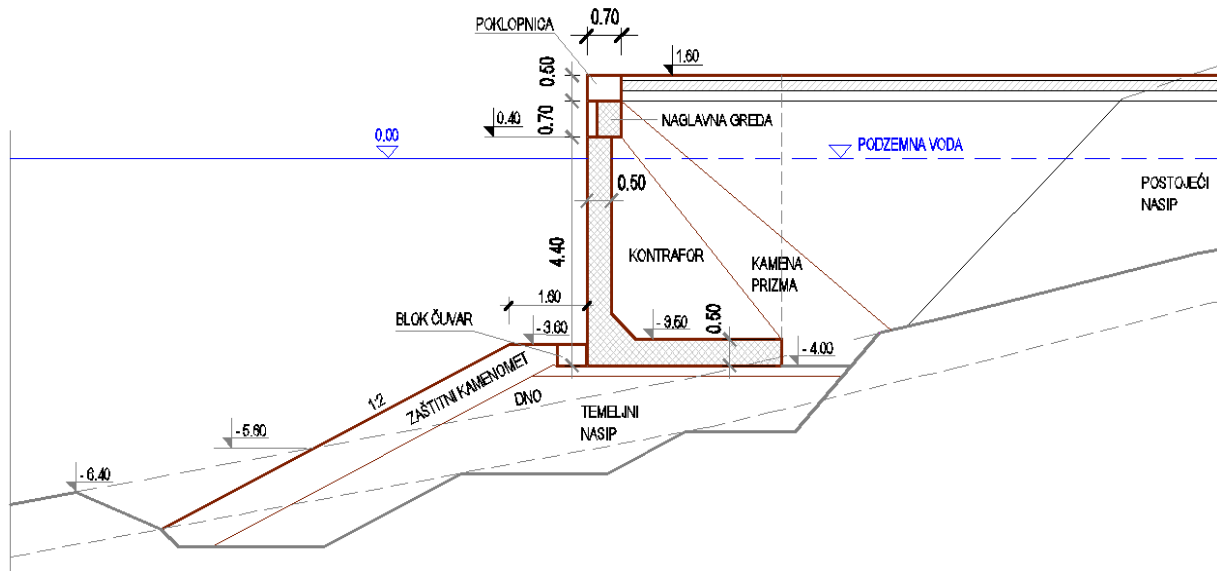 0.70
POKLOPNICA
1.60
0.50
0.70
0.40
NAGLAVNA GREDA
0.00
PODZEMNA VODA
0.50
POSTOJEĆI
NASIP
4.40
KONTRAFOR
KAMENA
PRIZMA
1.60
BLOK ČUVAR
-3.60
-3.50
0.50
-4.00
1:2
ZAŠTITNI KAMENOMET
DNO
TEMELJNI
NASIP
-5.60
-6.40